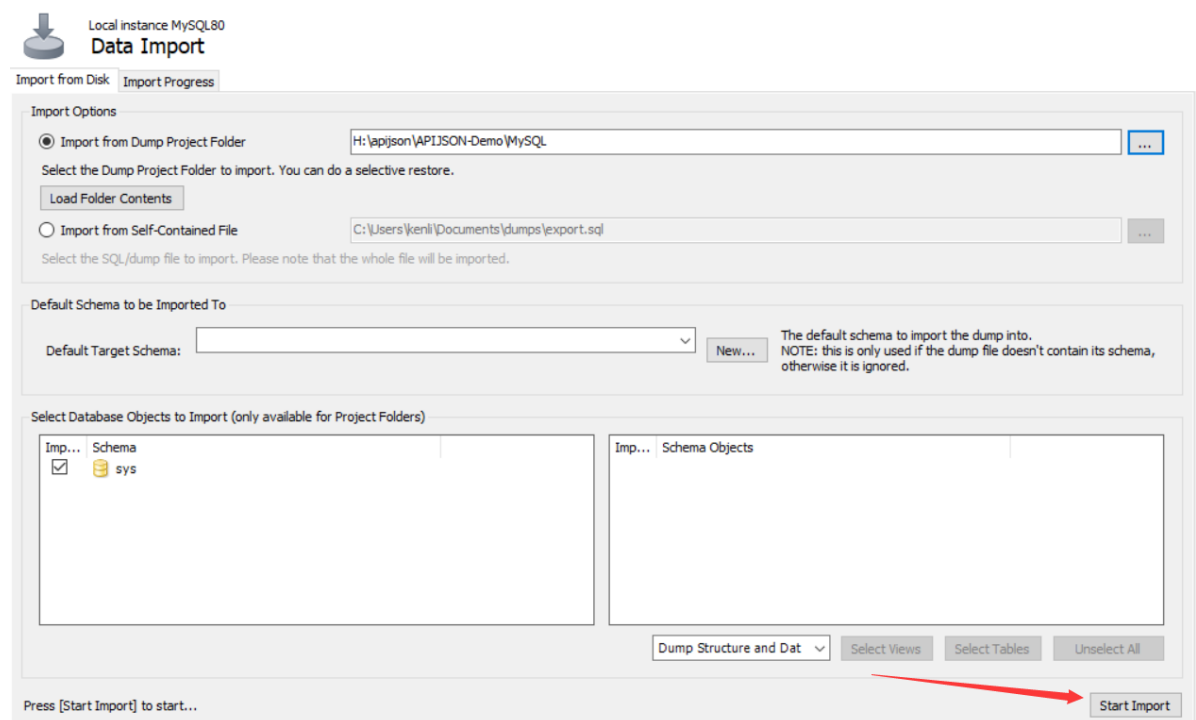 Local instance MySQL80
Data Import
Import from Disk
Import Progress
Import Options
Import from Dump Project Folder
H:\apijson\APIJSON-Demo\MySQL
...
Select the Dump Project Folder to import. You can do a selective restore.
Load Folder Contents
Import from Self-Contained File
C:\Users\kenli\Documents\dumps\export.sql
...
Select the SQL/dump file to import. Please note that the whole file will be imported.
Default Schema to be Imported To
Default Target Schema:
New...
The default schema to import the dump into.
NOTE: this is only used if the dump file doesn't contain its schema,
otherwise it is ignored.
Select Database Objects to Import (only available for Project Folders)
Imp... Schema
sys
Imp... Schema Objects
Dump Structure and Dat
Select Views
Select Tables
Unselect All
Press [Start Import] to start...
Start Import